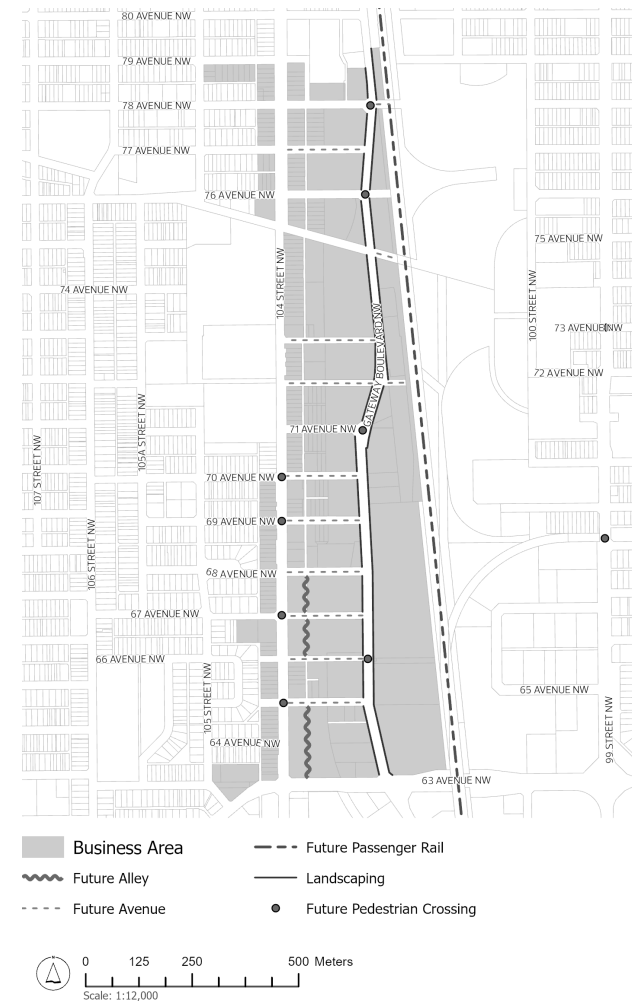 80 AVENUE NW
79 AVENUE NW
78 AVENUE NW
77 AVENUE NW
76 AVENUE NW
75 AVENUE NW
104 STREET NW
74 AVENUE NW
100 STREET NW
73 AVENUE NW
GATEWAY BOULEVARD NW
72 AVENUE NW
105A STREET NW
71 AVENUE NW
107 STREET NW
70 AVENUE NW
69 AVENUE NW
106 STREET NW
68 AVENUE NW
67 AVENUE NW
66 AVENUE NW
105 STREET NW
65 AVENUE NW
99 STREET NW
64 AVENUE NW
63 AVENUE NW
Business Area
Future Passenger Rail
Future Alley
Landscaping
Future Avenue
Future Pedestrian Crossing
N
0 125 250 500 Meters
Scale: 1:12,000